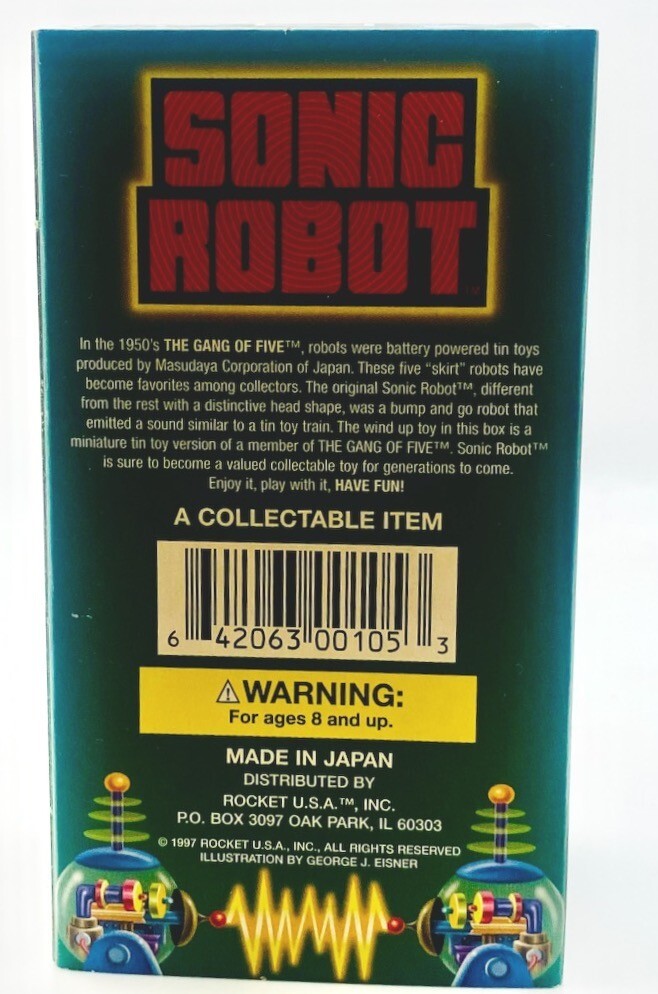 SONIC
ROBOT™
In the 1950's THE GANG OF FIVE™, robots were battery powered tin toys
produced by Masudaya Corporation of Japan. These five “skirt” robots have
become favorites among collectors. The original Sonic Robot™, different
from the rest with a distinctive head shape, was a bump and go robot that
emitted a sound similar to a tin toy train. The wind up toy in this box is a
miniature tin toy version of a member of THE GANG OF FIVE™. Sonic Robot™
is sure to become a valued collectable toy for generations to come.
Enjoy it, play with it, HAVE FUN!
A COLLECTABLE ITEM
6 42063 00105 3
⚠WARNING:
For ages 8 and up.
MADE IN JAPAN
DISTRIBUTED BY
ROCKET U.S.A.™, INC.
P.O. BOX 3097 OAK PARK, IL 60303
© 1997 ROCKET U.S.A., INC., ALL RIGHTS RESERVED
ILLUSTRATION BY GEORGE J. EISNER